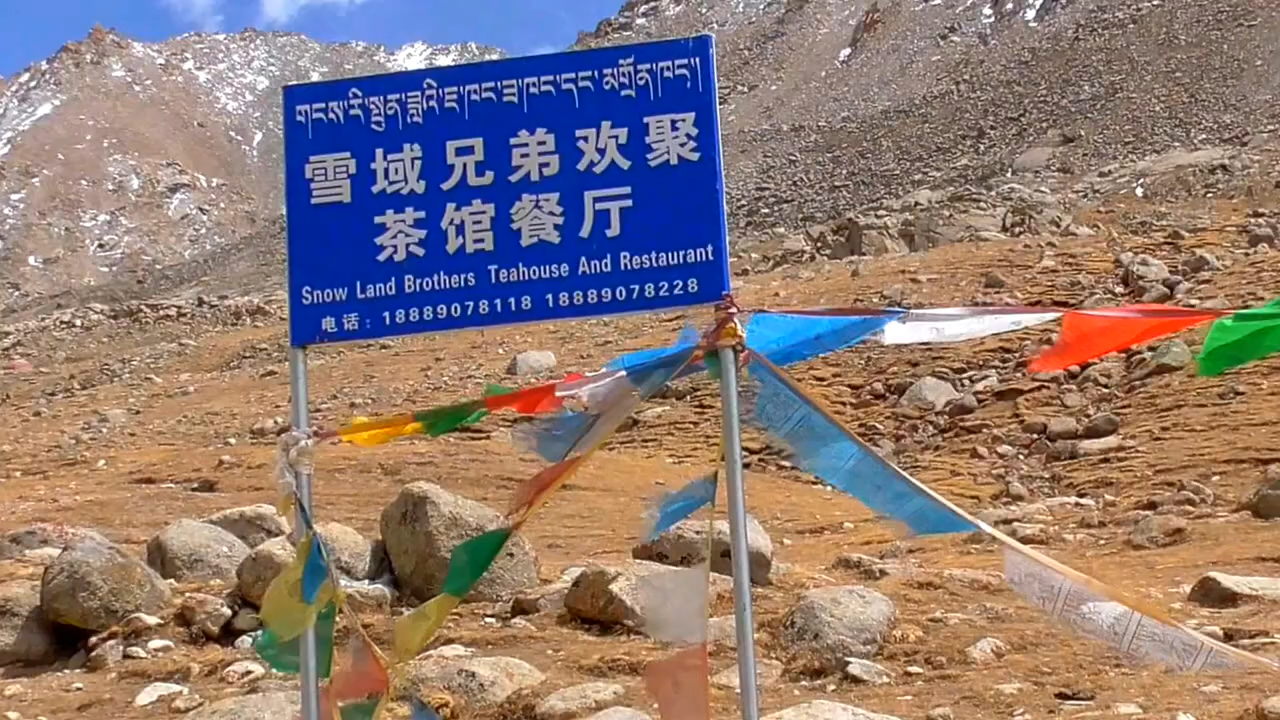 གངས་རི་སྤུན་ཟླའི་ཇ་ཁང་ཟ་ཁང་དང་མགྲོན་ཁང་།
雪域兄弟欢聚
茶馆餐厅
Snow Land Brothers Teahouse And Restaurant
电话：18889078118 18889078228